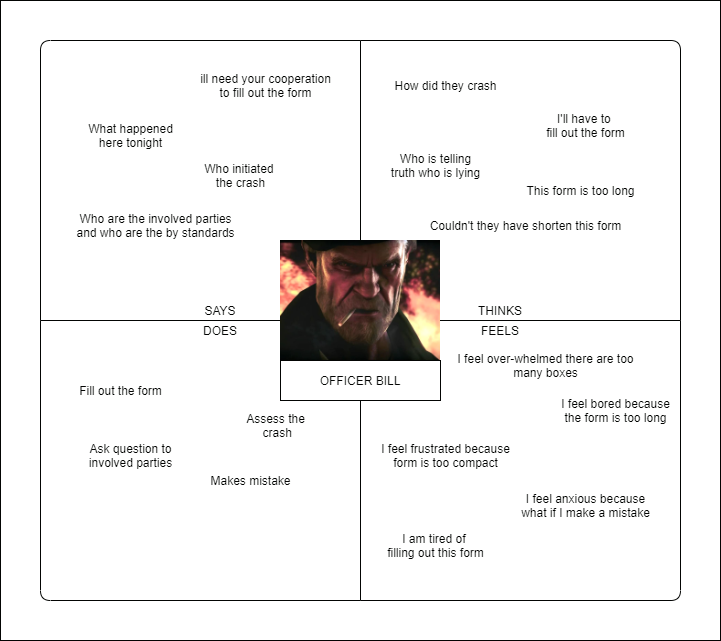 ill need your cooperation
to fill out the form
What happened
here tonight
Who initiated
the crash
Who are the involved parties
and who are the by standards
SAYS
How did they crash
I'll have to
fill out the form
Who is telling
truth who is lying
This form is too long
Couldn't they have shorten this form
THINKS
OFFICER BILL
DOES
Fill out the form
Assess the
crash
Ask question to
involved parties
Makes mistake
FEELS
I feel over-whelmed there are too
many boxes
I feel bored because
the form is too long
I feel frustrated because
form is too compact
I feel anxious because
what if I make a mistake
I am tired of
filling out this form